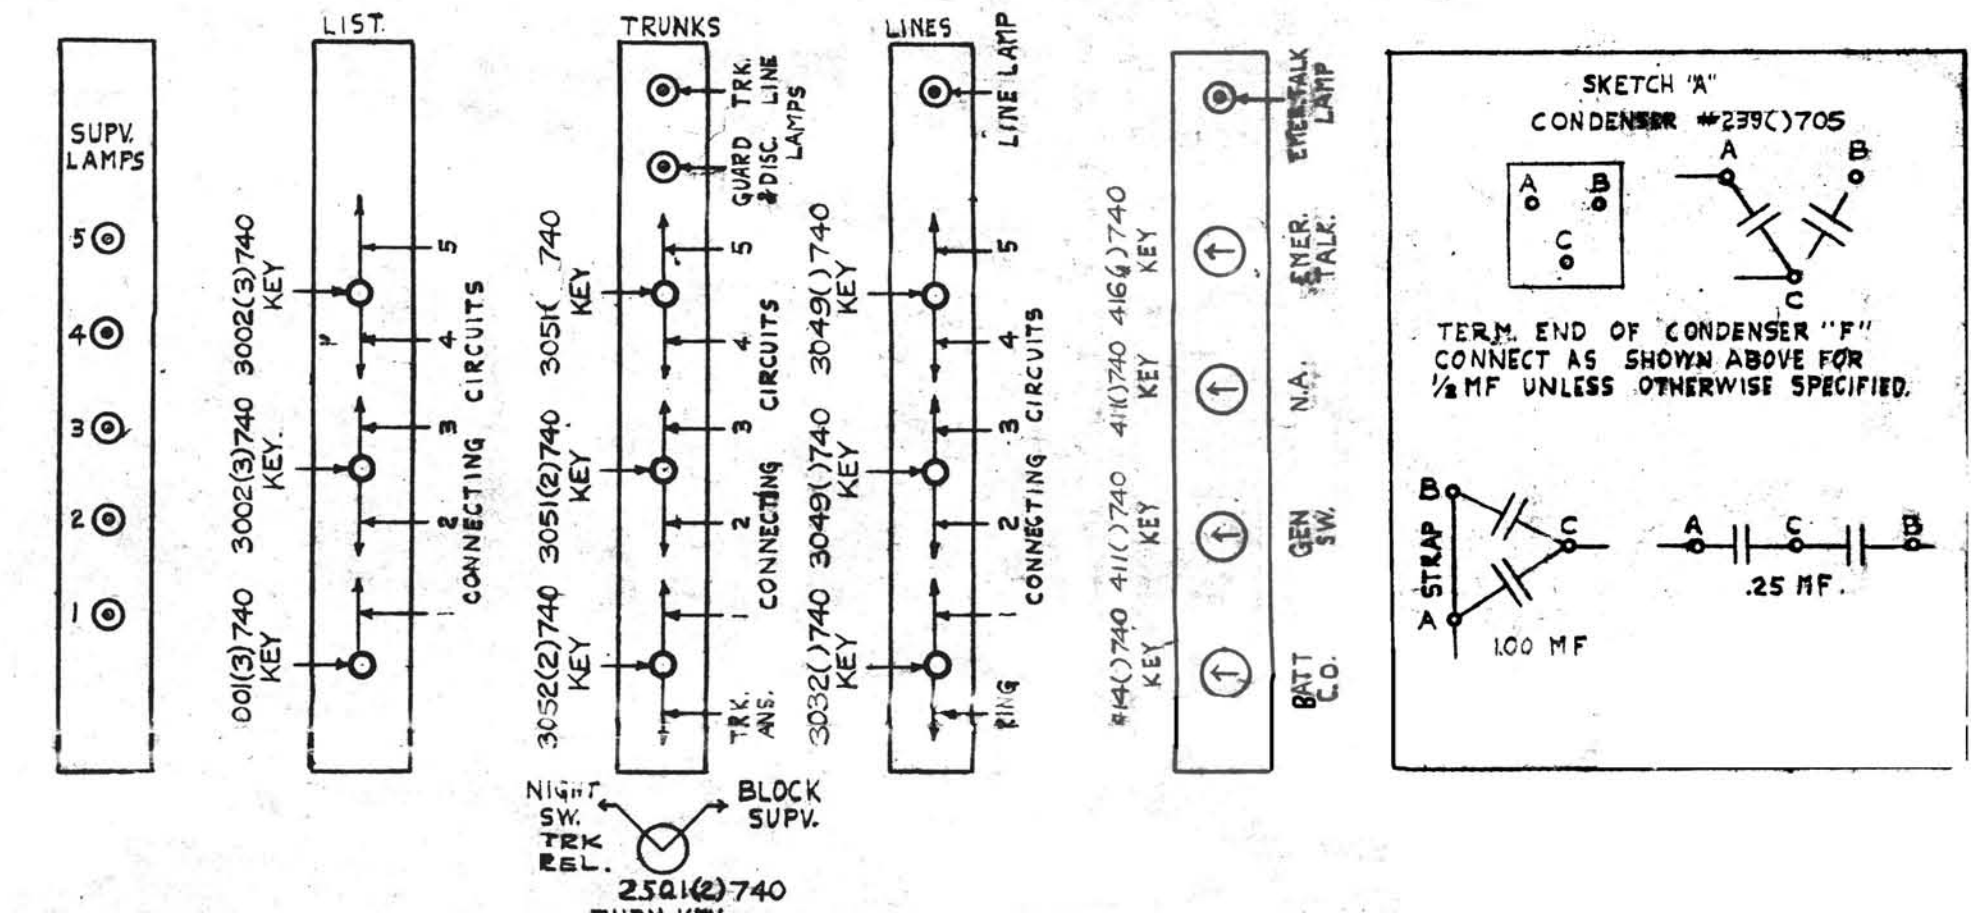 SUPV.
LAMPS
5
4
3
2
1
LIST.
3002(3)740
KEY
3002(3)740
KEY.
001(3)740
KEY
5
4
3
2
1
CONNECTING CIRCUITS
TRUNKS
TRK. LINE
GUARD & DISC.
LAMPS
740
KEY
3051(2)740
KEY
3052(2)740
KEY
5
4
3
2
1
CONNECTING CIRCUITS
TRK.
ANS.
NIGHT
SW.
TRK
REL.
BLOCK
SUPV.
740
LINES
LINE LAMP
3049()740
KEY
3049()740
KEY
3032()740
KEY
5
4
3
2
1
CONNECTING CIRCUITS
RING
EMER.TALK
LAMP
KEY
411()740
KEY
411()740
KEY
KEY
EMER.
TALK.
N.A.
GEN
SW.
BATT
C.O.
SKETCH "A"
CONDENSER #239()705
A B
C
A B
C
TERM. END OF CONDENSER "F"
CONNECT AS SHOWN ABOVE FOR
1/2 MF UNLESS OTHERWISE SPECIFIED.
B
STRAP
C
A
1.00 MF
A C B
.25 MF.